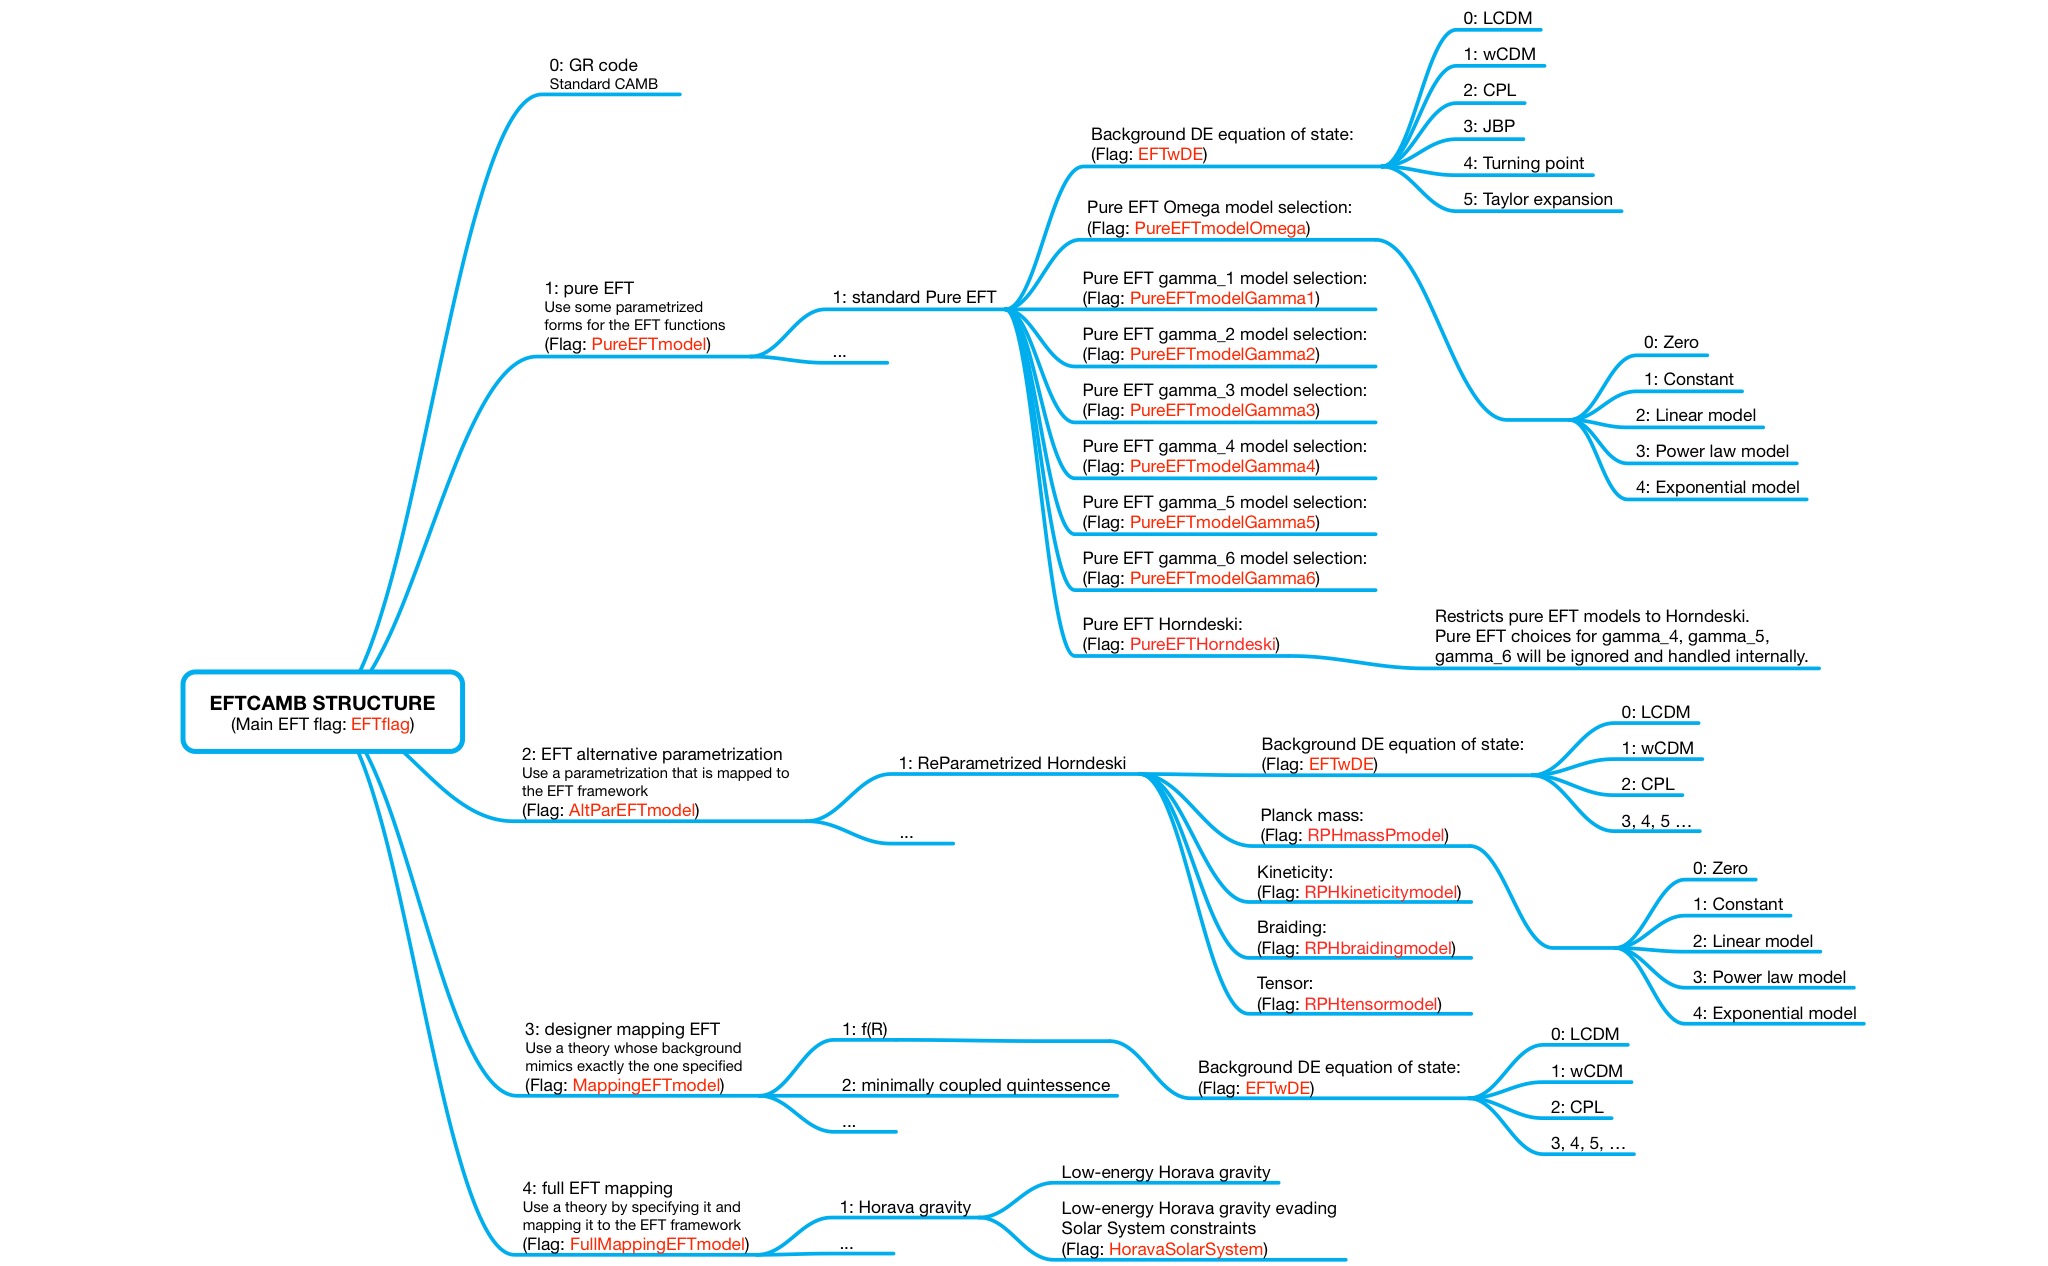 EFTCAMB STRUCTURE
(Main EFT flag: EFTflag)
0: GR code
Standard CAMB
1: pure EFT
Use some parametrized
forms for the EFT functions
(Flag: PureEFTmodel)
1: standard Pure EFT
...
Background DE equation of state:
(Flag: EFTwDE)
0: LCDM
1: wCDM
2: CPL
3: JBP
4: Turning point
5: Taylor expansion
Pure EFT Omega model selection:
(Flag: PureEFTmodelOmega)
0: Zero
1: Constant
2: Linear model
3: Power law model
4: Exponential model
Pure EFT gamma_1 model selection:
(Flag: PureEFTmodelGamma1)
Pure EFT gamma_2 model selection:
(Flag: PureEFTmodelGamma2)
Pure EFT gamma_3 model selection:
(Flag: PureEFTmodelGamma3)
Pure EFT gamma_4 model selection:
(Flag: PureEFTmodelGamma4)
Pure EFT gamma_5 model selection:
(Flag: PureEFTmodelGamma5)
Pure EFT gamma_6 model selection:
(Flag: PureEFTmodelGamma6)
Pure EFT Horndeski:
(Flag: PureEFTHorndeski)
Restricts pure EFT models to Horndeski.
Pure EFT choices for gamma_4, gamma_5,
gamma_6 will be ignored and handled internally.
2: EFT alternative parametrization
Use a parametrization that is mapped to
the EFT framework
(Flag: AltParEFTmodel)
1: ReParametrized Horndeski
...
Background DE equation of state:
(Flag: EFTwDE)
0: LCDM
1: wCDM
2: CPL
3, 4, 5 ...
Planck mass:
(Flag: RPHmassPmodel)
0: Zero
1: Constant
2: Linear model
3: Power law model
4: Exponential model
Kineticity:
(Flag: RPHkineticitymodel)
Braiding:
(Flag: RPHbraidingmodel)
Tensor:
(Flag: RPHtensormodel)
3: designer mapping EFT
Use a theory whose background
mimics exactly the one specified
(Flag: MappingEFTmodel)
1: f(R)
2: minimally coupled quintessence
...
Background DE equation of state:
(Flag: EFTwDE)
0: LCDM
1: wCDM
2: CPL
3, 4, 5, ...
4: full EFT mapping
Use a theory by specifying it and
mapping it to the EFT framework
(Flag: FullMappingEFTmodel)
1: Horava gravity
...
Low-energy Horava gravity
Low-energy Horava gravity evading
Solar System constraints
(Flag: HoravaSolarSystem)